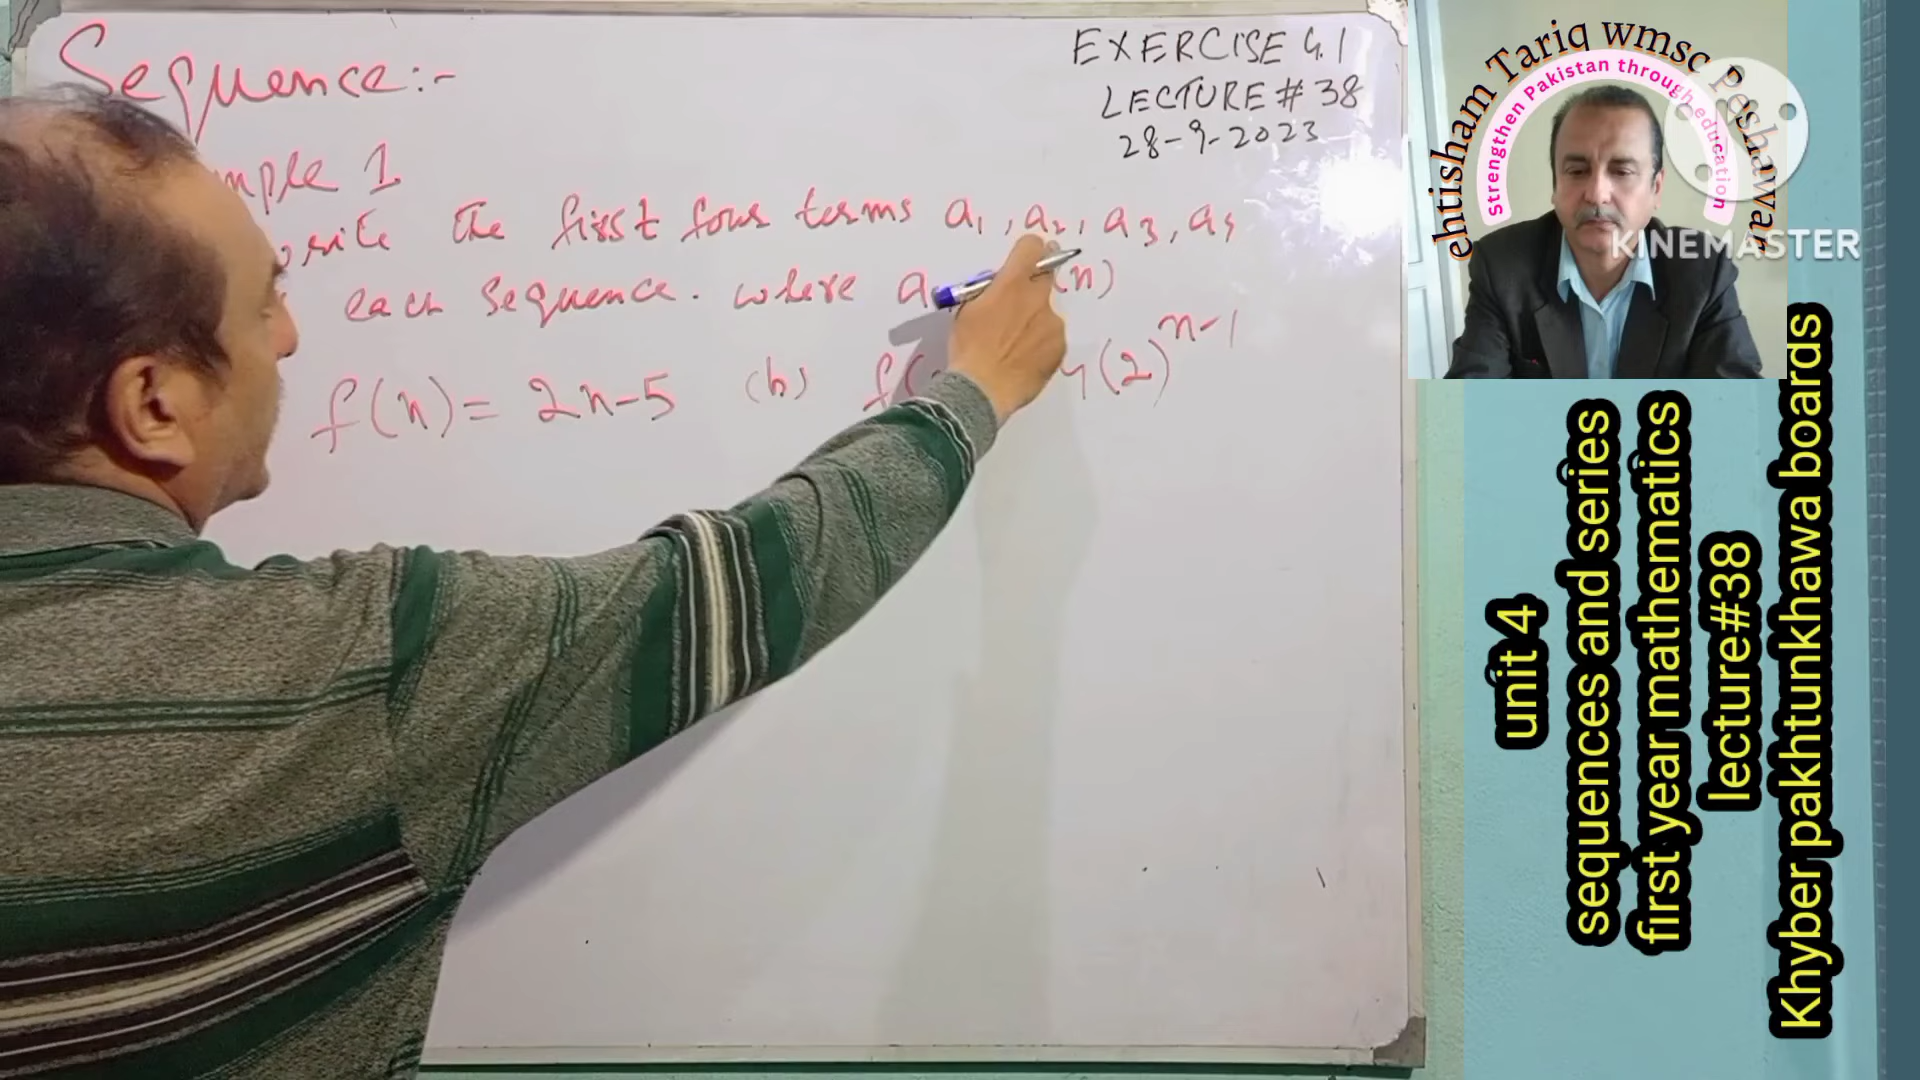 Sequence:-
EXERCISE 4.1
LECTURE # 38
28-9-2023
mple 1
the first four terms a₁, a₂, a₃, a₄
each sequence. where a (n)
f(n) = 2n-5 (b) f( 4(2)ⁿ⁻¹
ehtisham Tariq wmsc Peshawar
Strengthen Pakistan through education
KINEMASTER
unit 4
sequences and series
first year mathematics
lecture#38
Khyber pakhtunkhawa boards